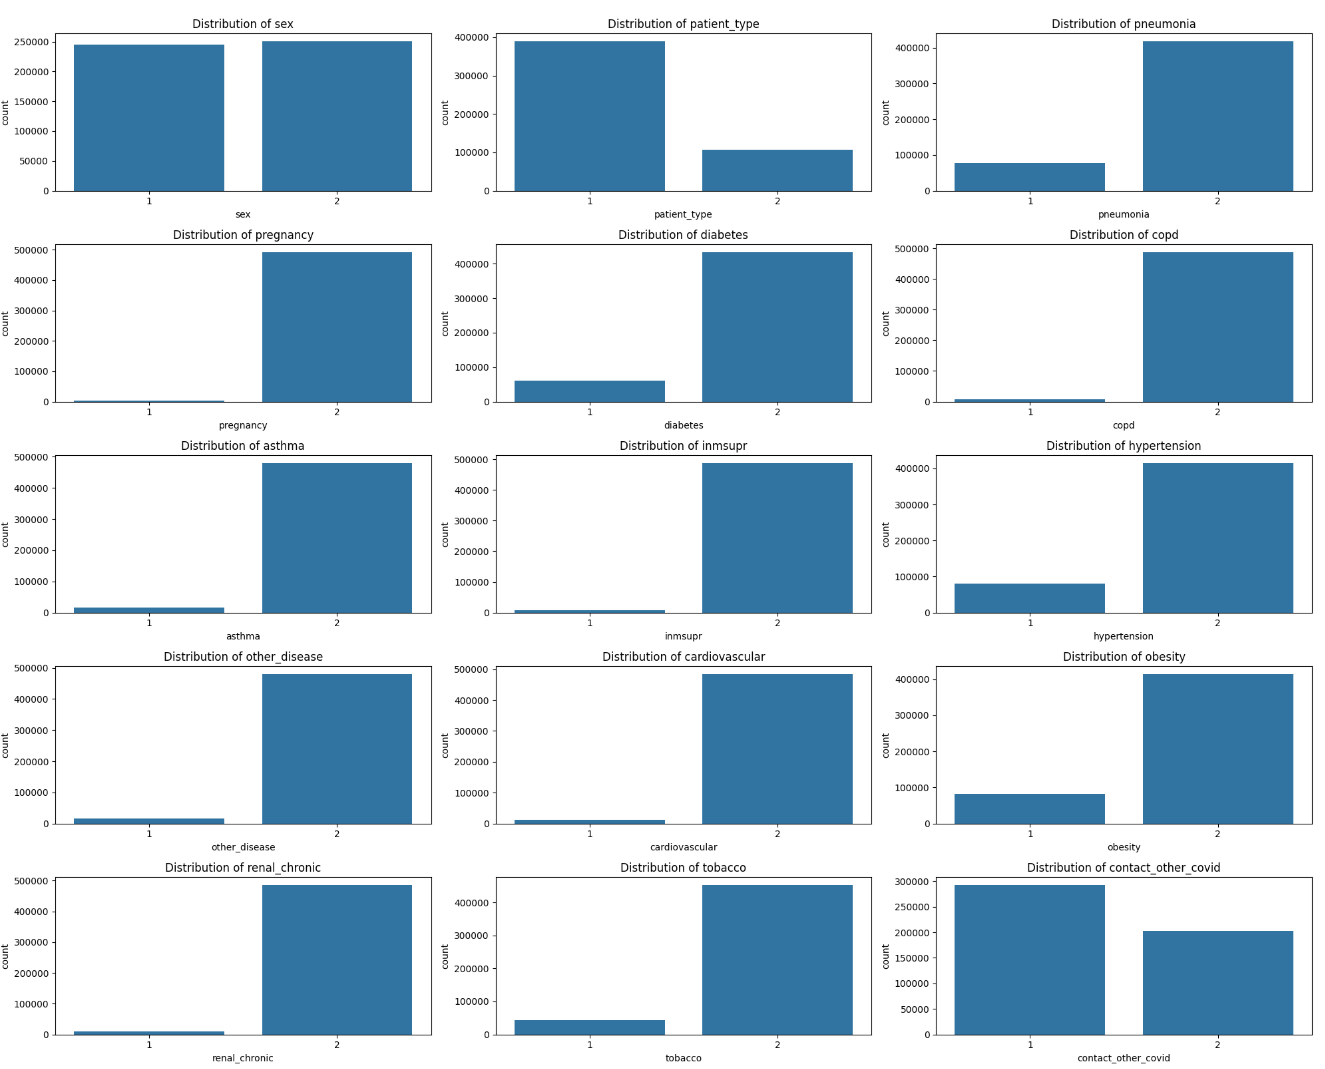 Distribution of sex
250000
200000
150000
100000
50000
0
count
1 2
sex
Distribution of patient_type
400000
300000
200000
100000
0
count
1 2
patient_type
Distribution of pneumonia
400000
300000
200000
100000
0
count
1 2
pneumonia
Distribution of pregnancy
500000
400000
300000
200000
100000
0
count
1 2
pregnancy
Distribution of diabetes
400000
300000
200000
100000
0
count
1 2
diabetes
Distribution of copd
500000
400000
300000
200000
100000
0
count
1 2
copd
Distribution of asthma
500000
400000
300000
200000
100000
0
count
1 2
asthma
Distribution of inmsupr
500000
400000
300000
200000
100000
0
count
1 2
inmsupr
Distribution of hypertension
400000
300000
200000
100000
0
count
1 2
hypertension
Distribution of other_disease
500000
400000
300000
200000
100000
0
count
1 2
other_disease
Distribution of cardiovascular
500000
400000
300000
200000
100000
0
count
1 2
cardiovascular
Distribution of obesity
400000
300000
200000
100000
0
count
1 2
obesity
Distribution of renal_chronic
500000
400000
300000
200000
100000
0
count
1 2
renal_chronic
Distribution of tobacco
400000
300000
200000
100000
0
count
1 2
tobacco
Distribution of contact_other_covid
300000
250000
200000
150000
100000
50000
0
count
1 2
contact_other_covid